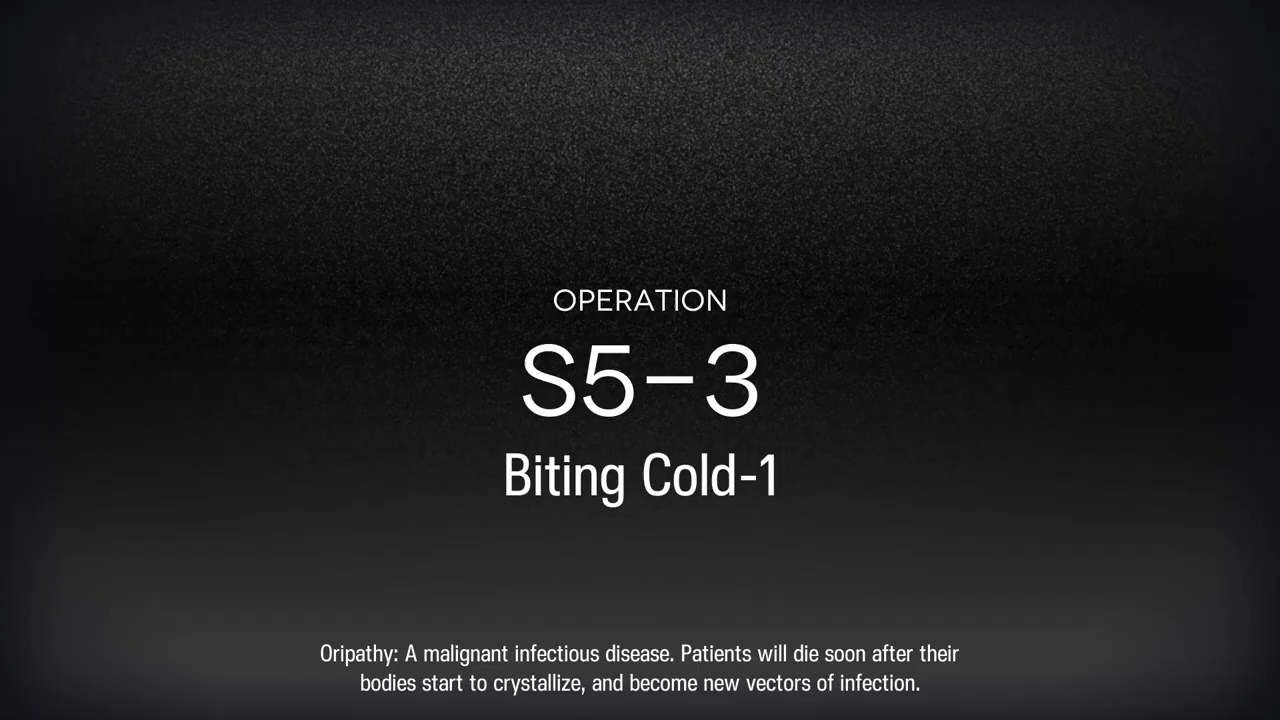 OPERATION
S5-3
Biting Cold-1
Oripathy: A malignant infectious disease. Patients will die soon after their
bodies start to crystallize, and become new vectors of infection.